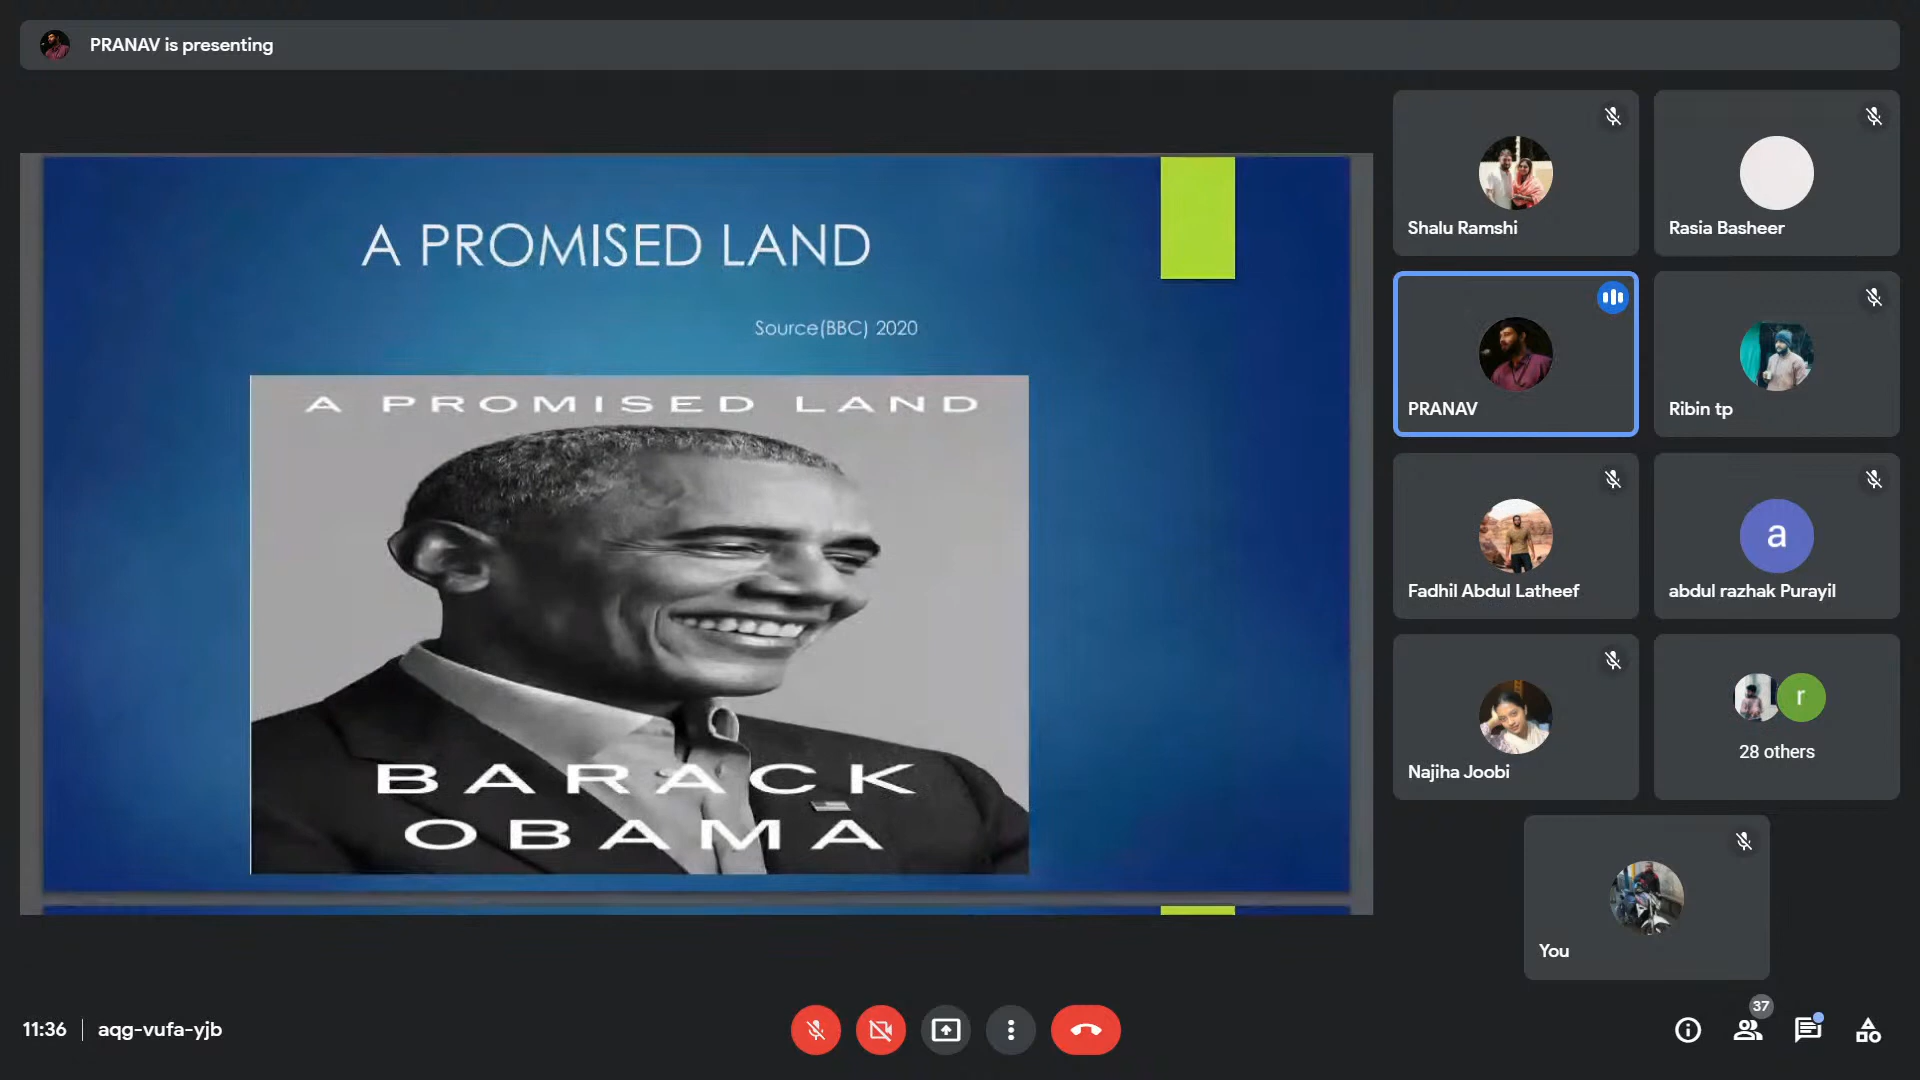 PRANAV is presenting
A PROMISED LAND
Source(BBC) 2020
A PROMISED LAND
BARACK
OBAMA
Shalu Ramshi
Rasia Basheer
PRANAV
Ribin tp
Fadhil Abdul Latheef
a
abdul razhak Purayil
Najiha Joobi
r
28 others
You
11:36
aqg-vufa-yjb
37